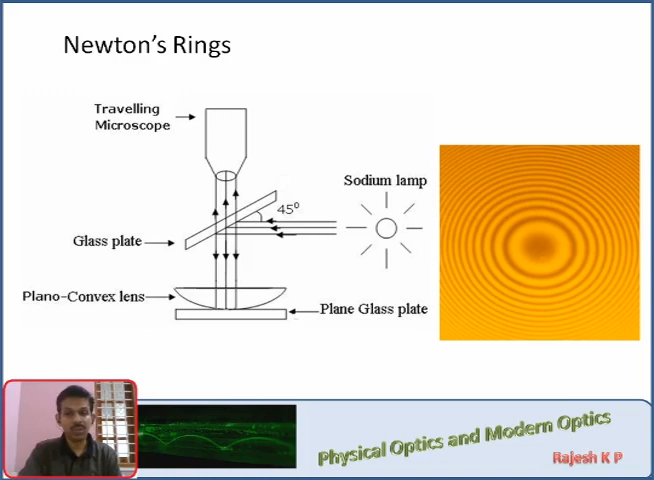 Newton's Rings
Travelling
Microscope
Sodium lamp
45⁰
Glass plate
Plano-Convex lens
Plane Glass plate
Physical Optics and Modern Optics
Rajesh K P